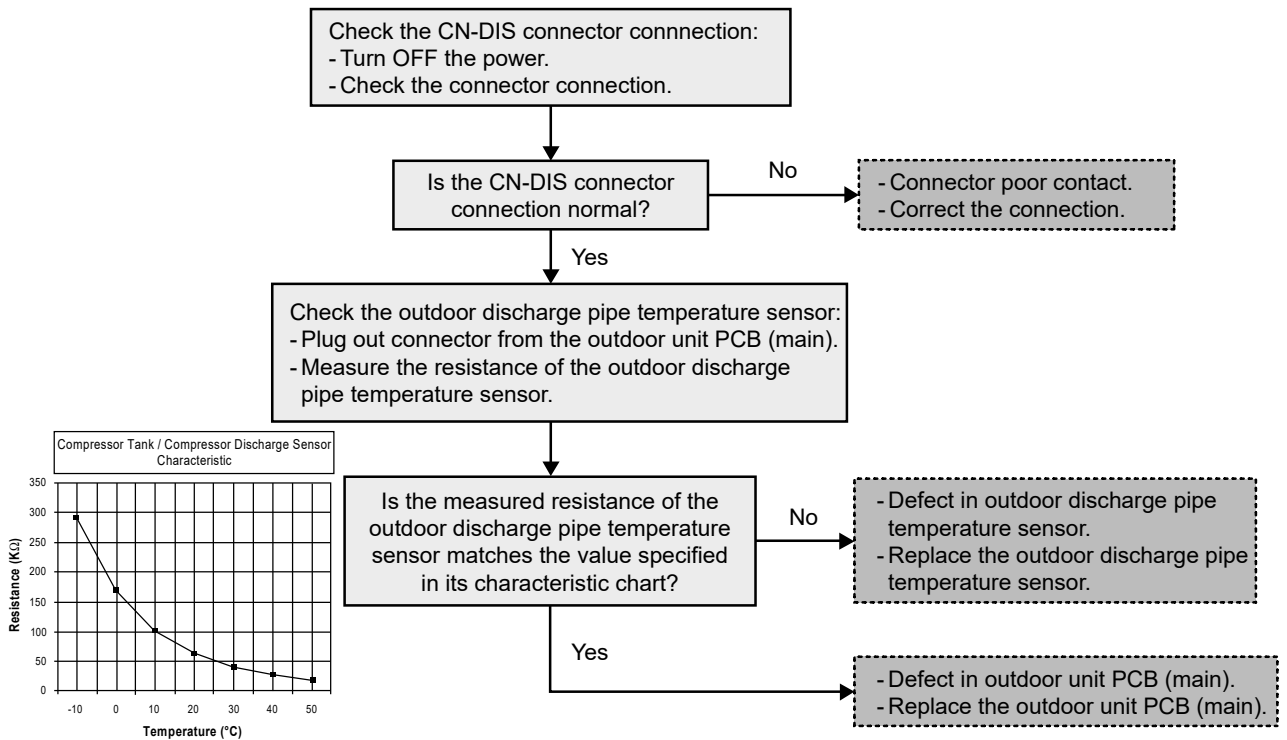 Check the CN-DIS connector connnection:
- Turn OFF the power.
- Check the connector connection.
Is the CN-DIS connector
connection normal?
No
- Connector poor contact.
- Correct the connection.
Yes
Check the outdoor discharge pipe temperature sensor:
- Plug out connector from the outdoor unit PCB (main).
- Measure the resistance of the outdoor discharge
pipe temperature sensor.
Compressor Tank / Compressor Discharge Sensor
Characteristic
Resistance (KΩ)
350
300
250
200
150
100
50
0
-10 0 10 20 30 40 50
Temperature (°C)
Is the measured resistance of the
outdoor discharge pipe temperature
sensor matches the value specified
in its characteristic chart?
No
- Defect in outdoor discharge pipe
temperature sensor.
- Replace the outdoor discharge pipe
temperature sensor.
Yes
- Defect in outdoor unit PCB (main).
- Replace the outdoor unit PCB (main).